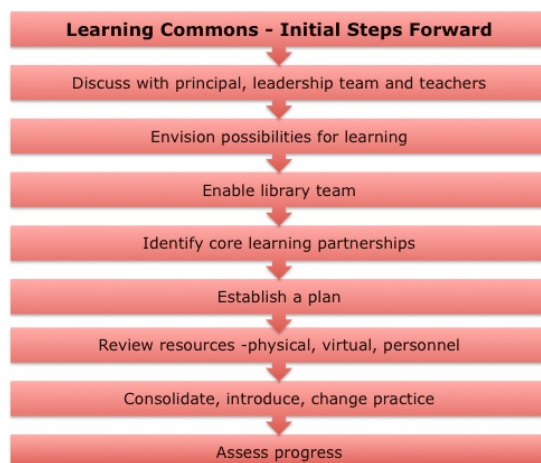 Learning Commons - Initial Steps Forward
Discuss with principal, leadership team and teachers
Envision possibilities for learning
Enable library team
Identify core learning partnerships
Establish a plan
Review resources -physical, virtual, personnel
Consolidate, introduce, change practice
Assess progress